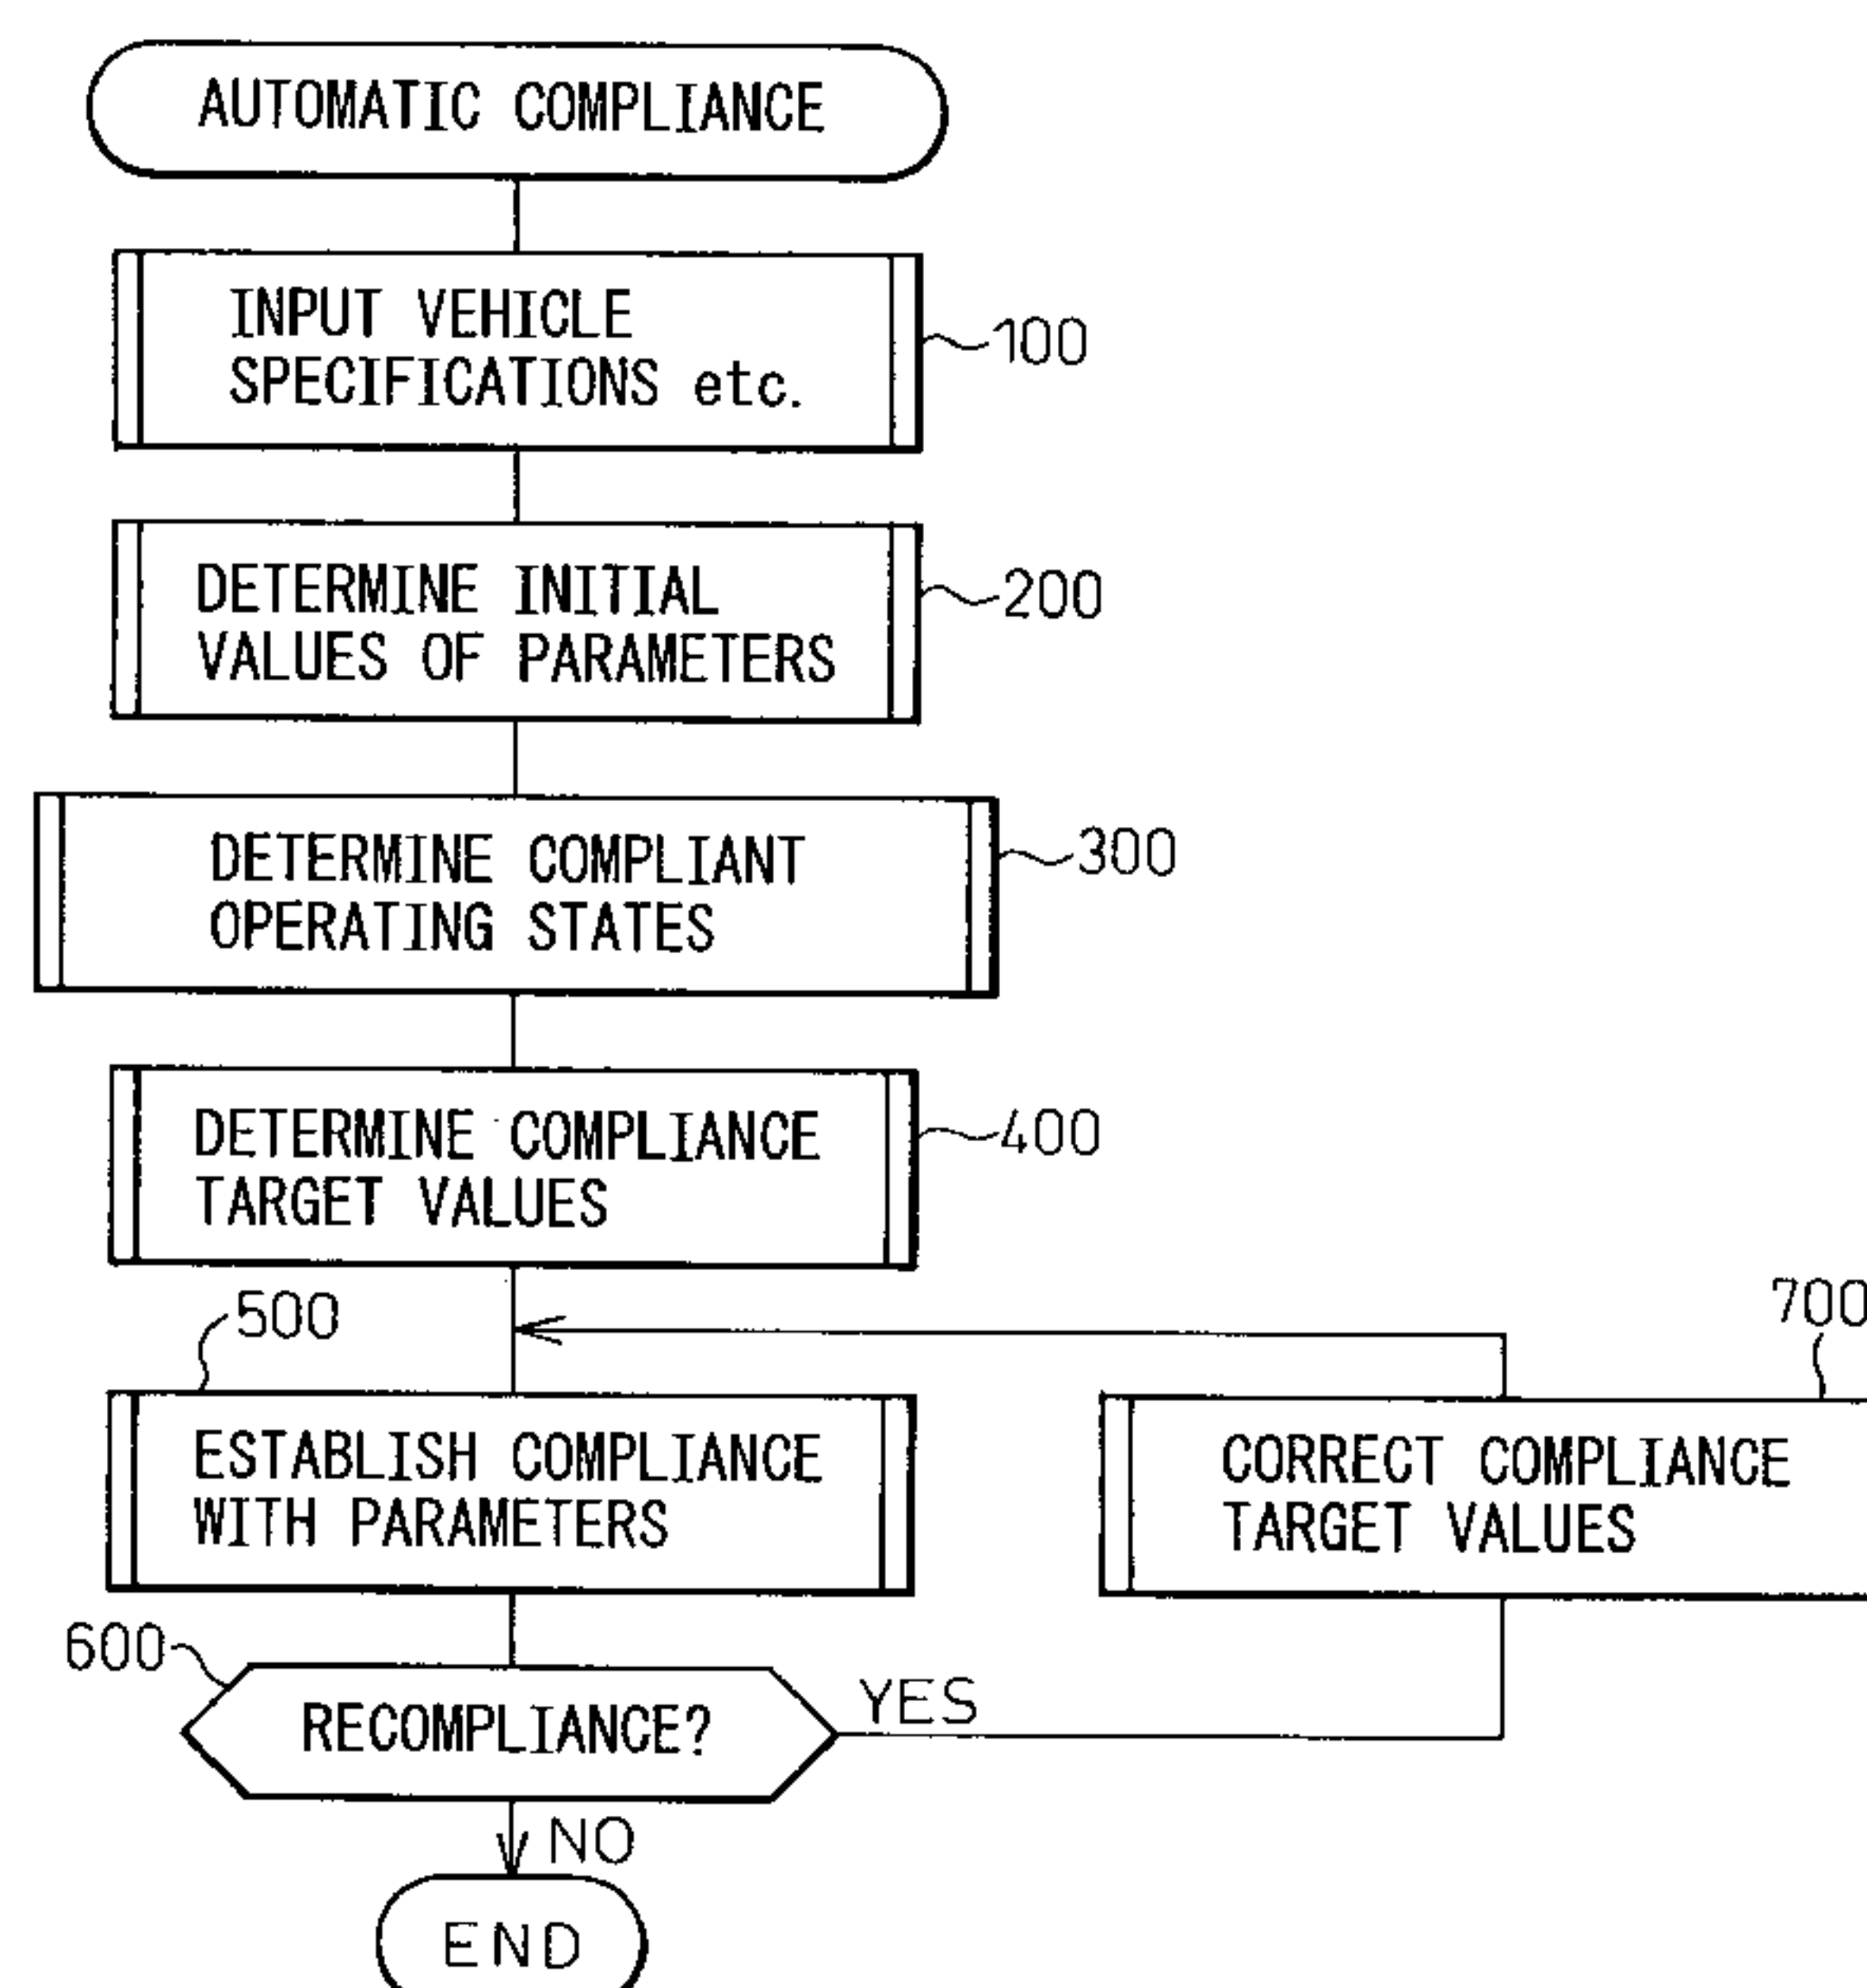 AUTOMATIC COMPLIANCE
INPUT VEHICLE
SPECIFICATIONS etc.
100
DETERMINE INITIAL
VALUES OF PARAMETERS
200
DETERMINE COMPLIANT
OPERATING STATES
300
DETERMINE COMPLIANCE
TARGET VALUES
400
500
ESTABLISH COMPLIANCE
WITH PARAMETERS
700
CORRECT COMPLIANCE
TARGET VALUES
600
RECOMPLIANCE?
YES
NO
END